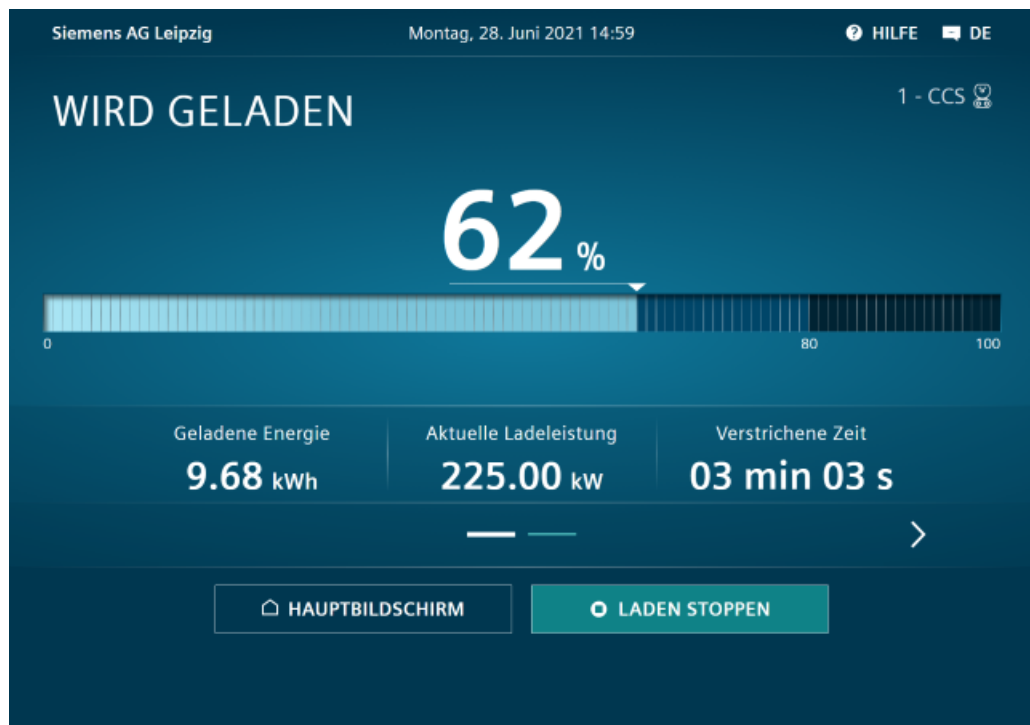 Siemens AG Leipzig Montag, 28. Juni 2021 14:59 HILFE DE
WIRD GELADEN 1 - CCS
62 %
0 80 100
Geladene Energie Aktuelle Ladeleistung Verstrichene Zeit
9.68 kWh 225.00 kW 03 min 03 s
HAUPTBILDSCHIRM LADEN STOPPEN